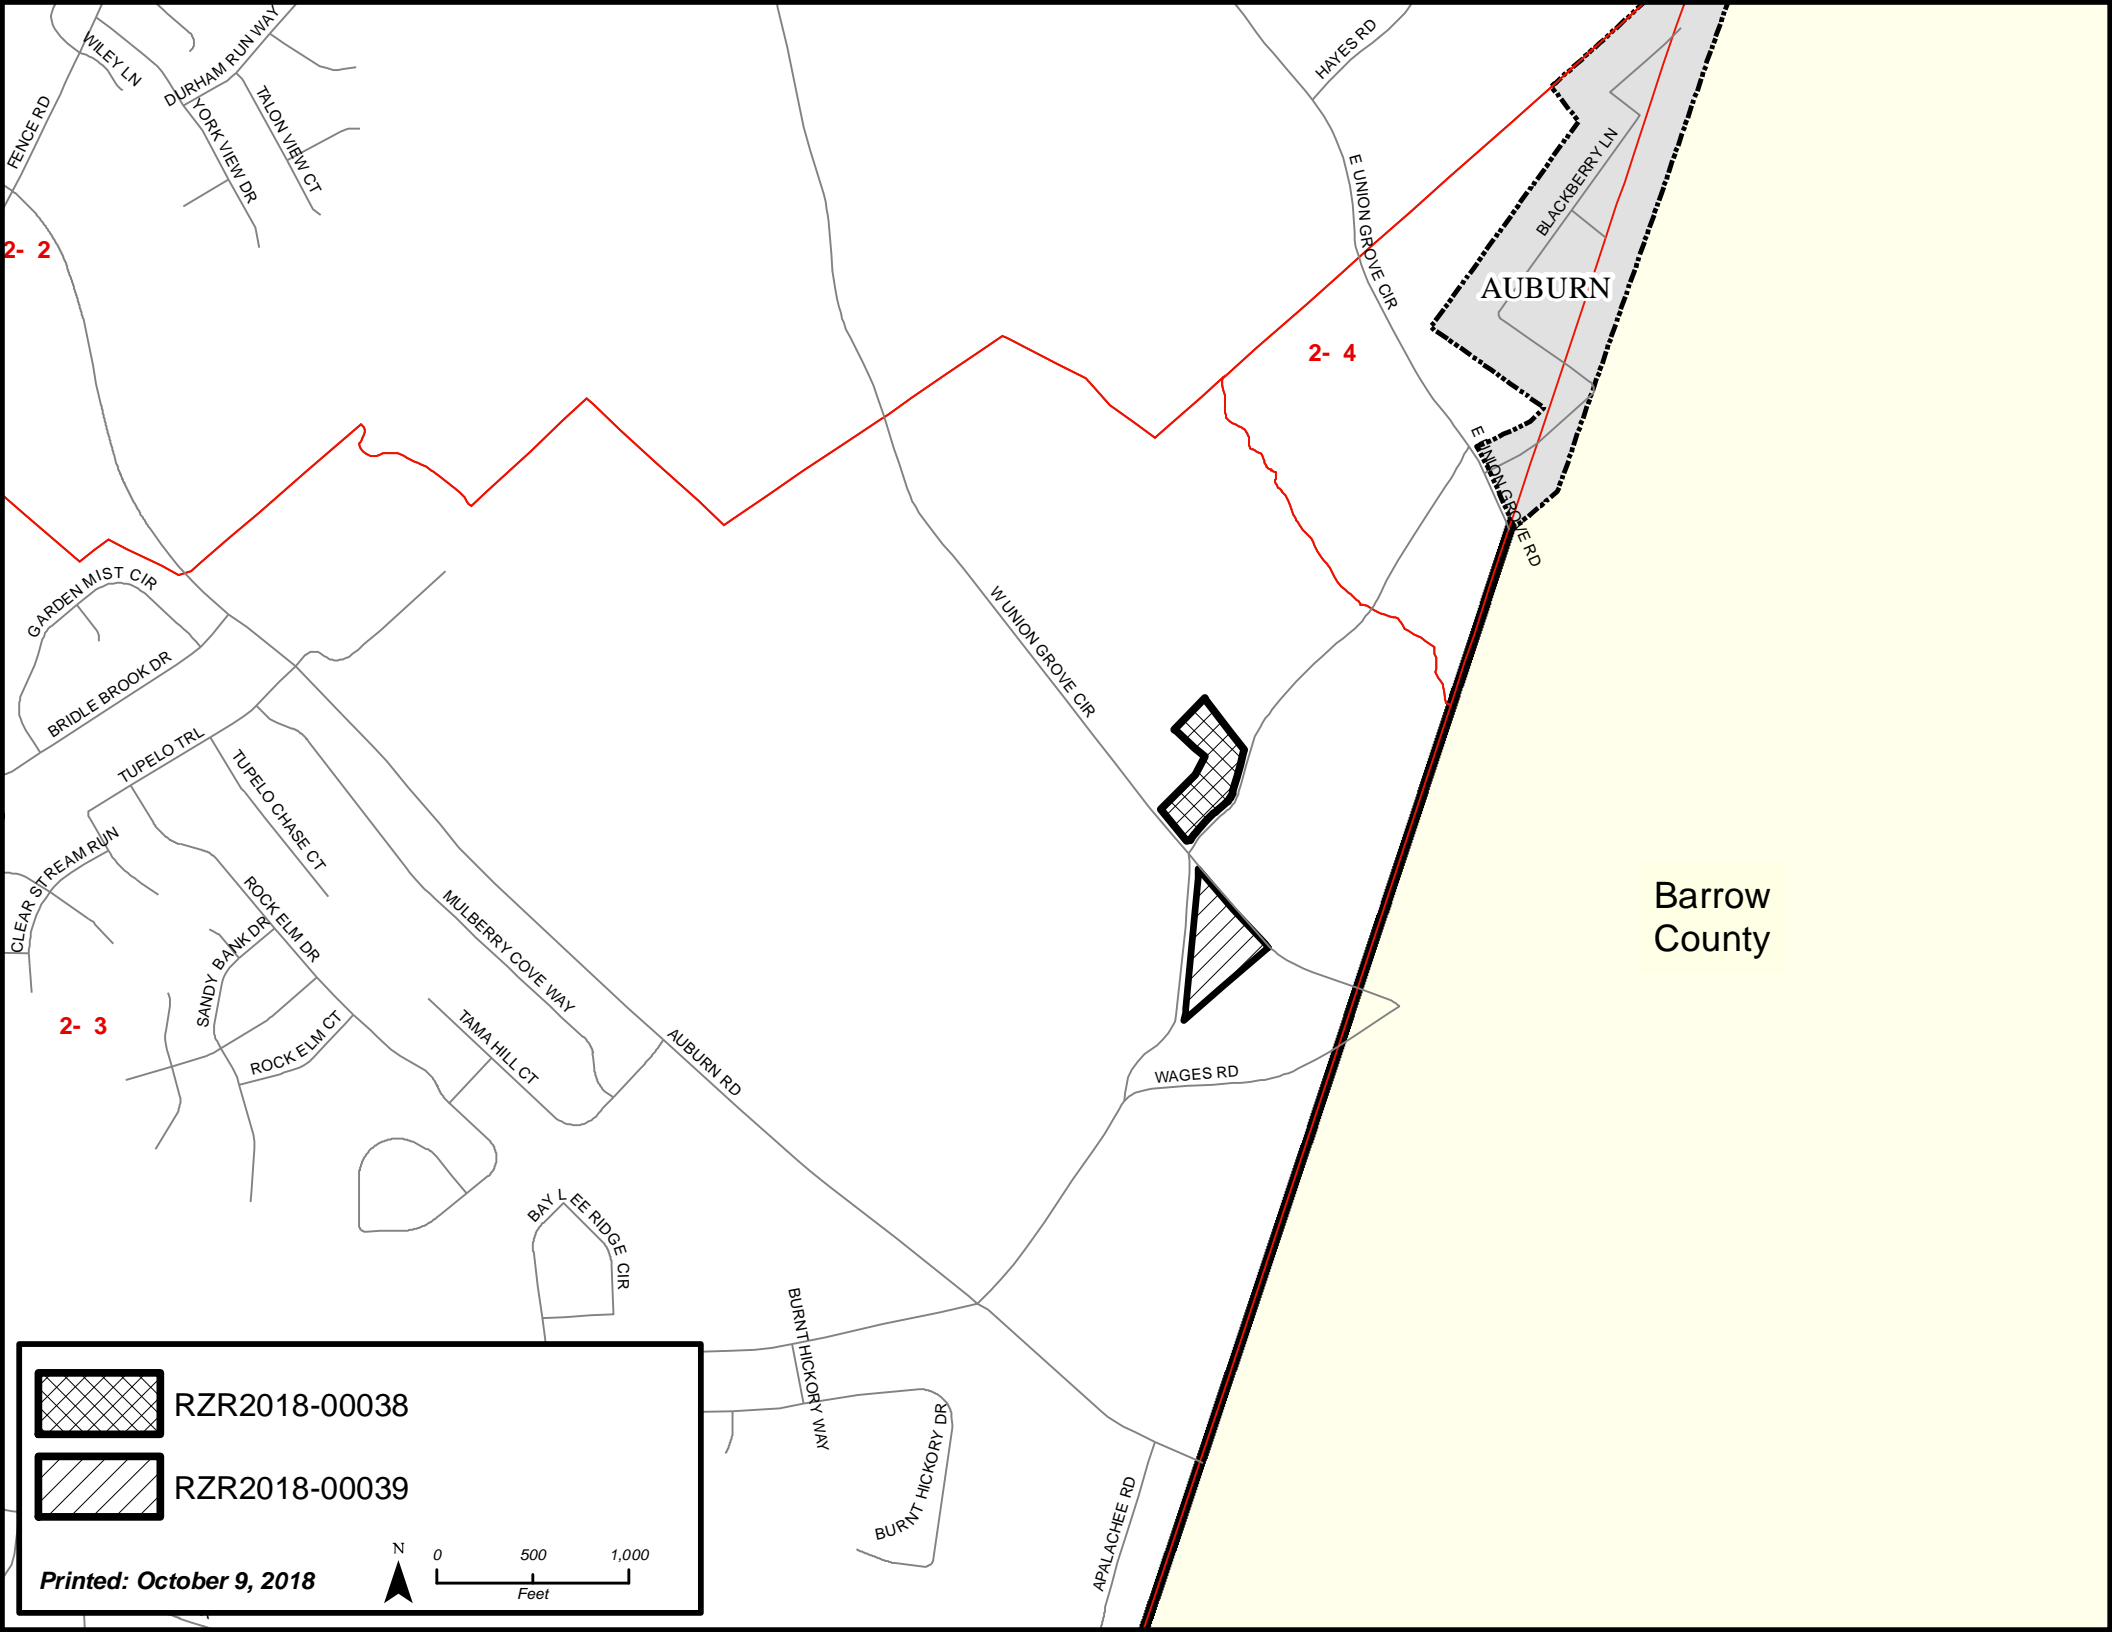 WILEY LN
DURHAM RUN WAY
FENCE RD
YORK VIEW DR
TALON VIEW CT
HAYES RD
E UNION GROVE CIR
BLACKBERRY LN
2- 2
AUBURN
2- 4
E UNION GROVE RD
GARDEN MIST CIR
BRIDLE BROOK DR
W UNION GROVE CIR
TUPELO TRL
TUPELO CHASE CT
CLEAR STREAM RUN
ROCK ELM DR
SANDY BANK DR
MULBERRY COVE WAY
Barrow
County
2- 3
ROCK ELM CT
TAMA HILL CT
AUBURN RD
WAGES RD
BAY LEE RIDGE CIR
BURNT HICKORY WAY
BURNT HICKORY DR
APALACHEE RD
RZR2018-00038
RZR2018-00039
Printed: October 9, 2018
N
0 500 1,000
Feet